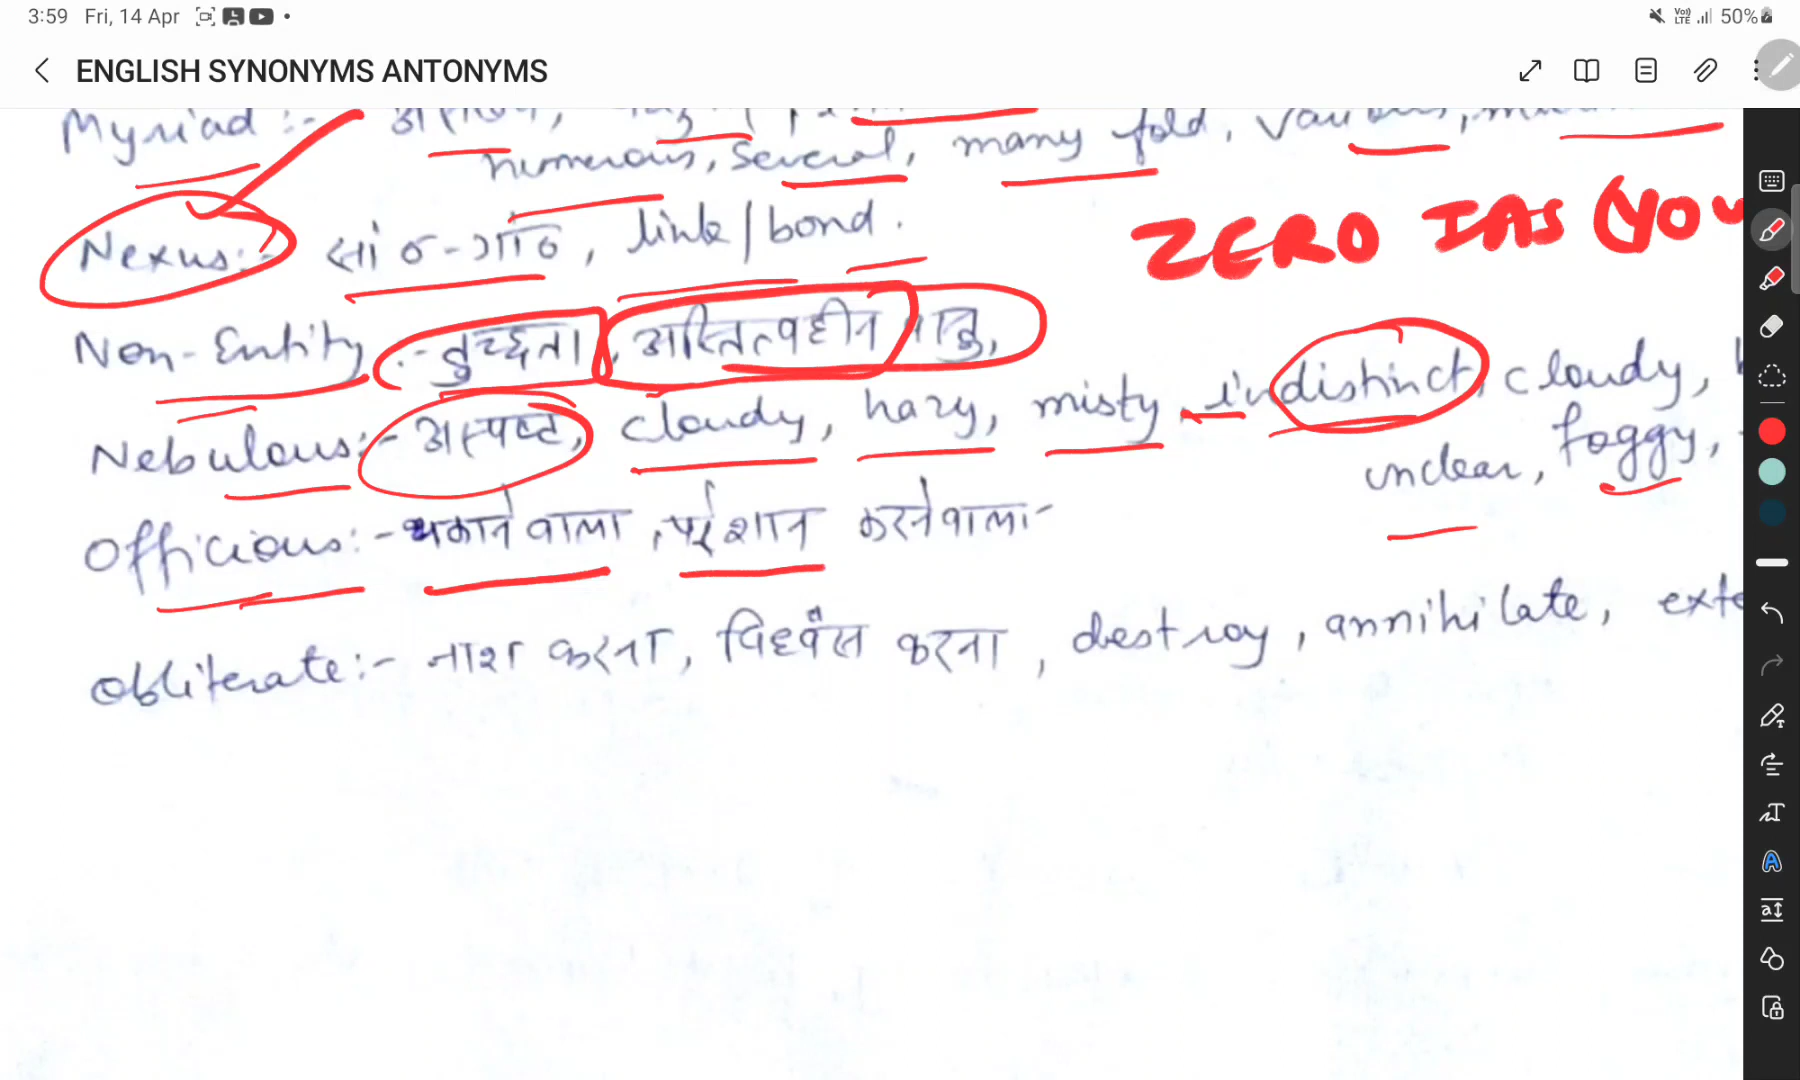 3:59 Fri, 14 Apr 50%
ENGLISH SYNONYMS ANTONYMS
Myriad :-
numerous, several, many fold, various,
Nexus :- सांठ-गांठ, link/bond.
ZERO IAS (YOU
Non-Entity :- तुच्छता, अस्तित्वहीन वस्तु,
Nebulous :- अस्पष्ट, cloudy, hazy, misty, indistinct, cloudy,
unclear, foggy,
Officious :- थकाने वाला, परेशान करने वाला-
Obliterate :- नाश करना, विध्वंस करना, destroy, annihilate, exte